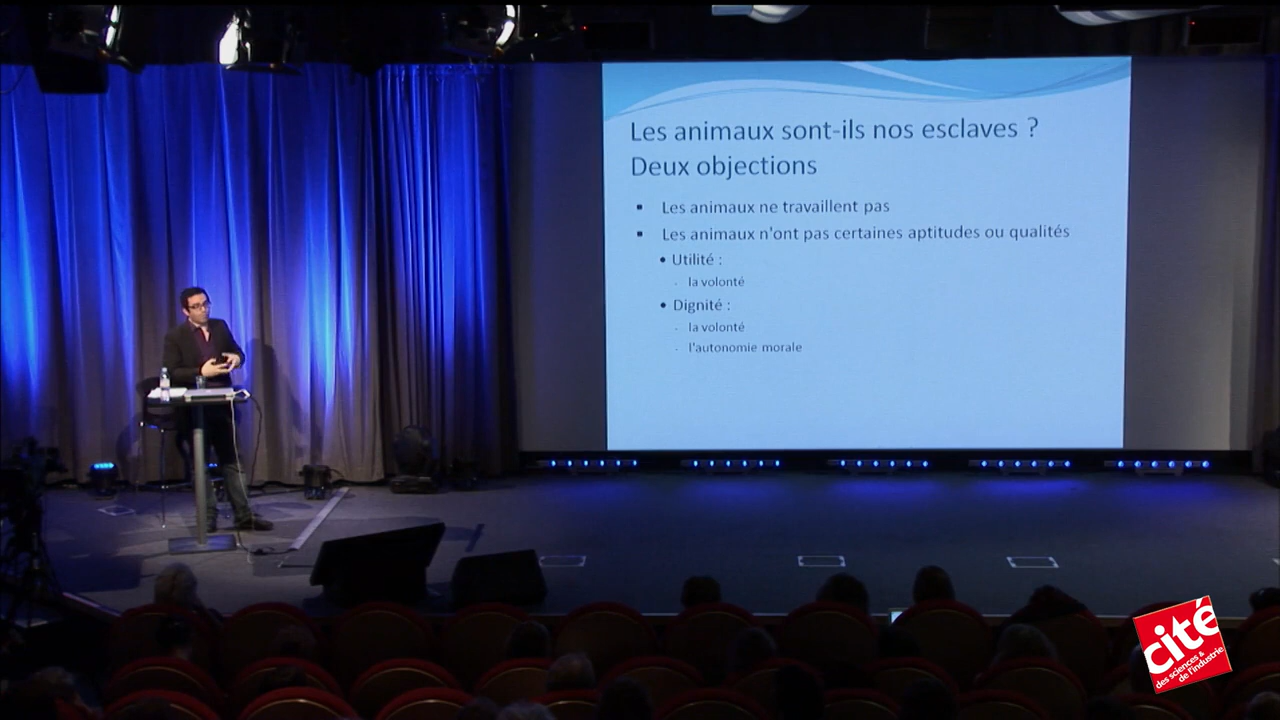 Les animaux sont-ils nos esclaves ?
Deux objections
▪ Les animaux ne travaillent pas
▪ Les animaux n'ont pas certaines aptitudes ou qualités
• Utilité :
- la volonté
• Dignité :
- la volonté
- l'autonomie morale
cité
des sciences &
de l'industrie